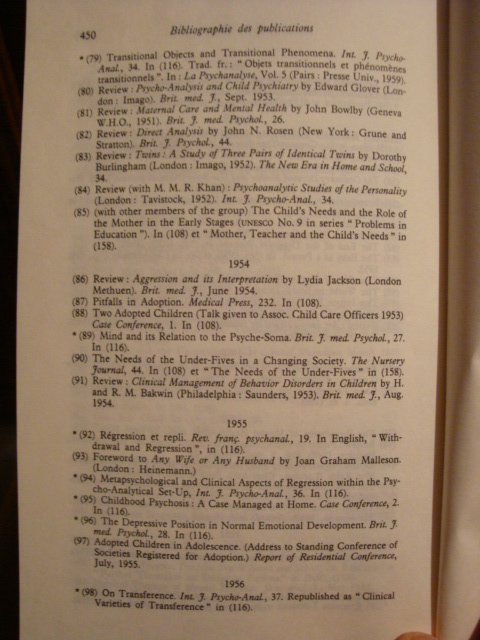 450
Bibliographie des publications
* (79) Transitional Objects and Transitional Phenomena. Int. J. Psycho-
Anal., 34. In (116). Trad. fr. : " Objets transitionnels et phénomènes
transitionnels ". In : La Psychanalyse, Vol. 5 (Pairs : Presse Univ., 1959).
(80) Review : Psycho-Analysis and Child Psychiatry by Edward Glover (Lon-
don : Imago). Brit. med. J., Sept. 1953.
(81) Review : Maternal Care and Mental Health by John Bowlby (Geneva
W.H.O., 1951). Brit. J. med. Psychol., 26.
(82) Review : Direct Analysis by John N. Rosen (New York : Grune and
Stratton). Brit. J. Psychol., 44.
(83) Review : Twins : A Study of Three Pairs of Identical Twins by Dorothy
Burlingham (London : Imago, 1952). The New Era in Home and School,
34.
(84) Review (with M. M. R. Khan) : Psychoanalytic Studies of the Personality
(London : Tavistock, 1952). Int. J. Psycho-Anal., 34.
(85) (with other members of the group) The Child's Needs and the Role of
the Mother in the Early Stages (UNESCO No. 9 in series " Problems in
Education "). In (108) et " Mother, Teacher and the Child's Needs " in
(158).
1954
(86) Review : Aggression and its Interpretation by Lydia Jackson (London
Methuen). Brit. med. J., June 1954.
(87) Pitfalls in Adoption. Medical Press, 232. In (108).
(88) Two Adopted Children (Talk given to Assoc. Child Care Officers 1953)
Case Conference, 1. In (108).
* (89) Mind and its Relation to the Psyche-Soma. Brit. J. med. Psychol., 27.
In (116).
(90) The Needs of the Under-Fives in a Changing Society. The Nursery
Journal, 44. In (108) et " The Needs of the Under-Fives " in (158).
(91) Review : Clinical Management of Behavior Disorders in Children by H.
and R. M. Bakwin (Philadelphia : Saunders, 1953). Brit. med. J., Aug.
1954.
1955
* (92) Régression et repli. Rev. franç. psychanal., 19. In English, " With-
drawal and Regression ", in (116).
(93) Foreword to Any Wife or Any Husband by Joan Graham Malleson.
(London : Heinemann.)
* (94) Metapsychological and Clinical Aspects of Regression within the Psy-
cho-Analytical Set-Up, Int. J. Psycho-Anal., 36. In (116).
* (95) Childhood Psychosis : A Case Managed at Home. Case Conference, 2.
In (116).
* (96) The Depressive Position in Normal Emotional Development. Brit. J.
med. Psychol., 28. In (116).
(97) Adopted Children in Adolescence. (Address to Standing Conference of
Societies Registered for Adoption.) Report of Residential Conference,
July, 1955.
1956
* (98) On Transference. Int. J. Psycho-Anal., 37. Republished as " Clinical
Varieties of Transference " in (116).